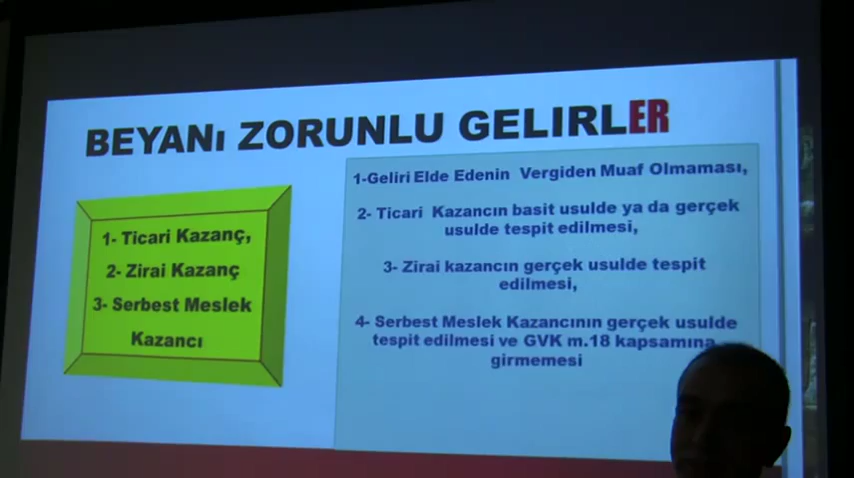 BEYANı ZORUNLU GELIRLER
1- Ticari Kazanç,
2- Zirai Kazanç
3- Serbest Meslek
Kazancı
1-Geliri Elde Edenin Vergiden Muaf Olmaması,
2- Ticari Kazancın basit usulde ya da gerçek
usulde tespit edilmesi,
3- Zirai kazancın gerçek usulde tespit
edilmesi,
4- Serbest Meslek Kazancının gerçek usulde
tespit edilmesi ve GVK m.18 kapsamına
girmemesi